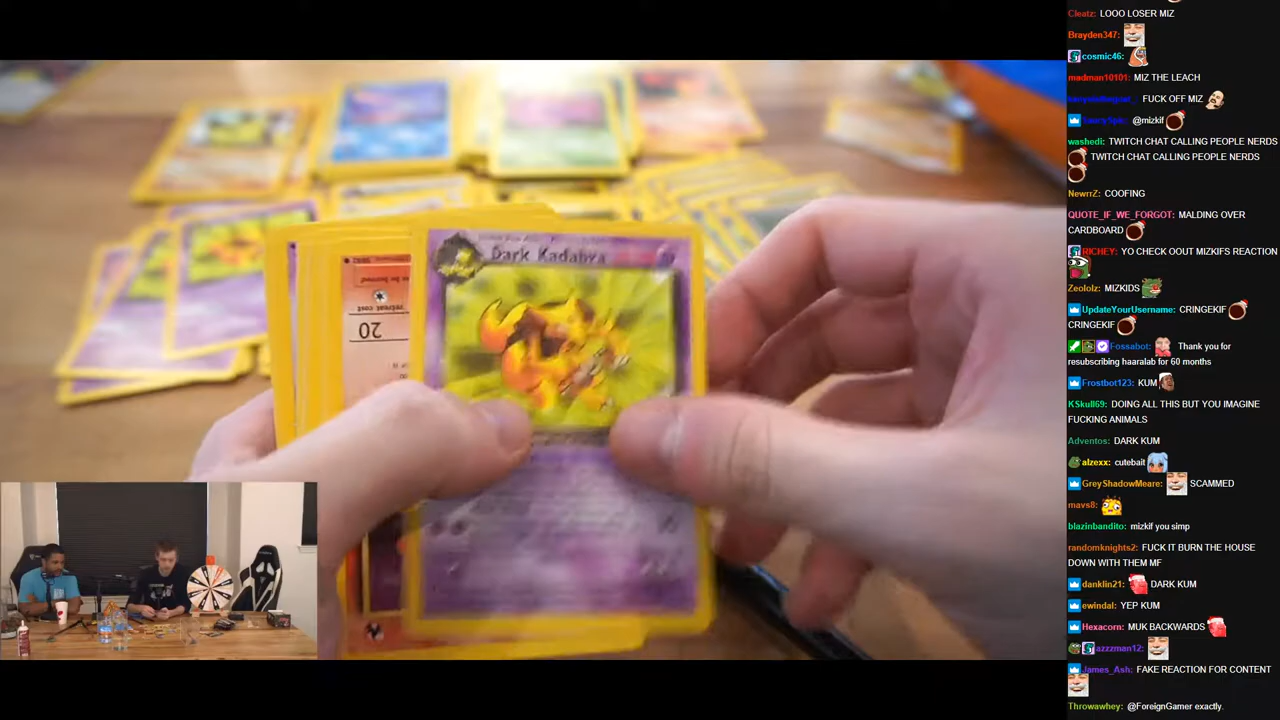 Dark Kadabra
retreat cost
20
Cleatz: LOOO LOSER MIZ
Brayden347:
cosmic46:
madman10101: MIZ THE LEACH
FUCK OFF MIZ
@mizkif
washedi: TWITCH CHAT CALLING PEOPLE NERDS
TWITCH CHAT CALLING PEOPLE NERDS
NewrrZ: COOFING
QUOTE_IF_WE_FORGOT: MALDING OVER
CARDBOARD
RICHEY: YO CHECK OUT MIZKIFS REACTION
Zeololz: MIZKIDS
UpdateYourUsername: CRINGEKIF
CRINGEKIF
Fossabot: Thank you for
resubscribing haaralab for 60 months
Frostbot123: KUM
KSkull69: DOING ALL THIS BUT YOU IMAGINE
FUCKING ANIMALS
Adventos: DARK KUM
alzexx: cutebait
GreyShadowMeare: SCAMMED
mavs8:
blazinbandito: mizkif you simp
randomknights2: FUCK IT BURN THE HOUSE
DOWN WITH THEM MF
danklin21: DARK KUM
ewindal: YEP KUM
Hexacorn: MUK BACKWARDS
azzzman12:
James_Ash: FAKE REACTION FOR CONTENT
Throwawhey: @ForeignGamer exactly.